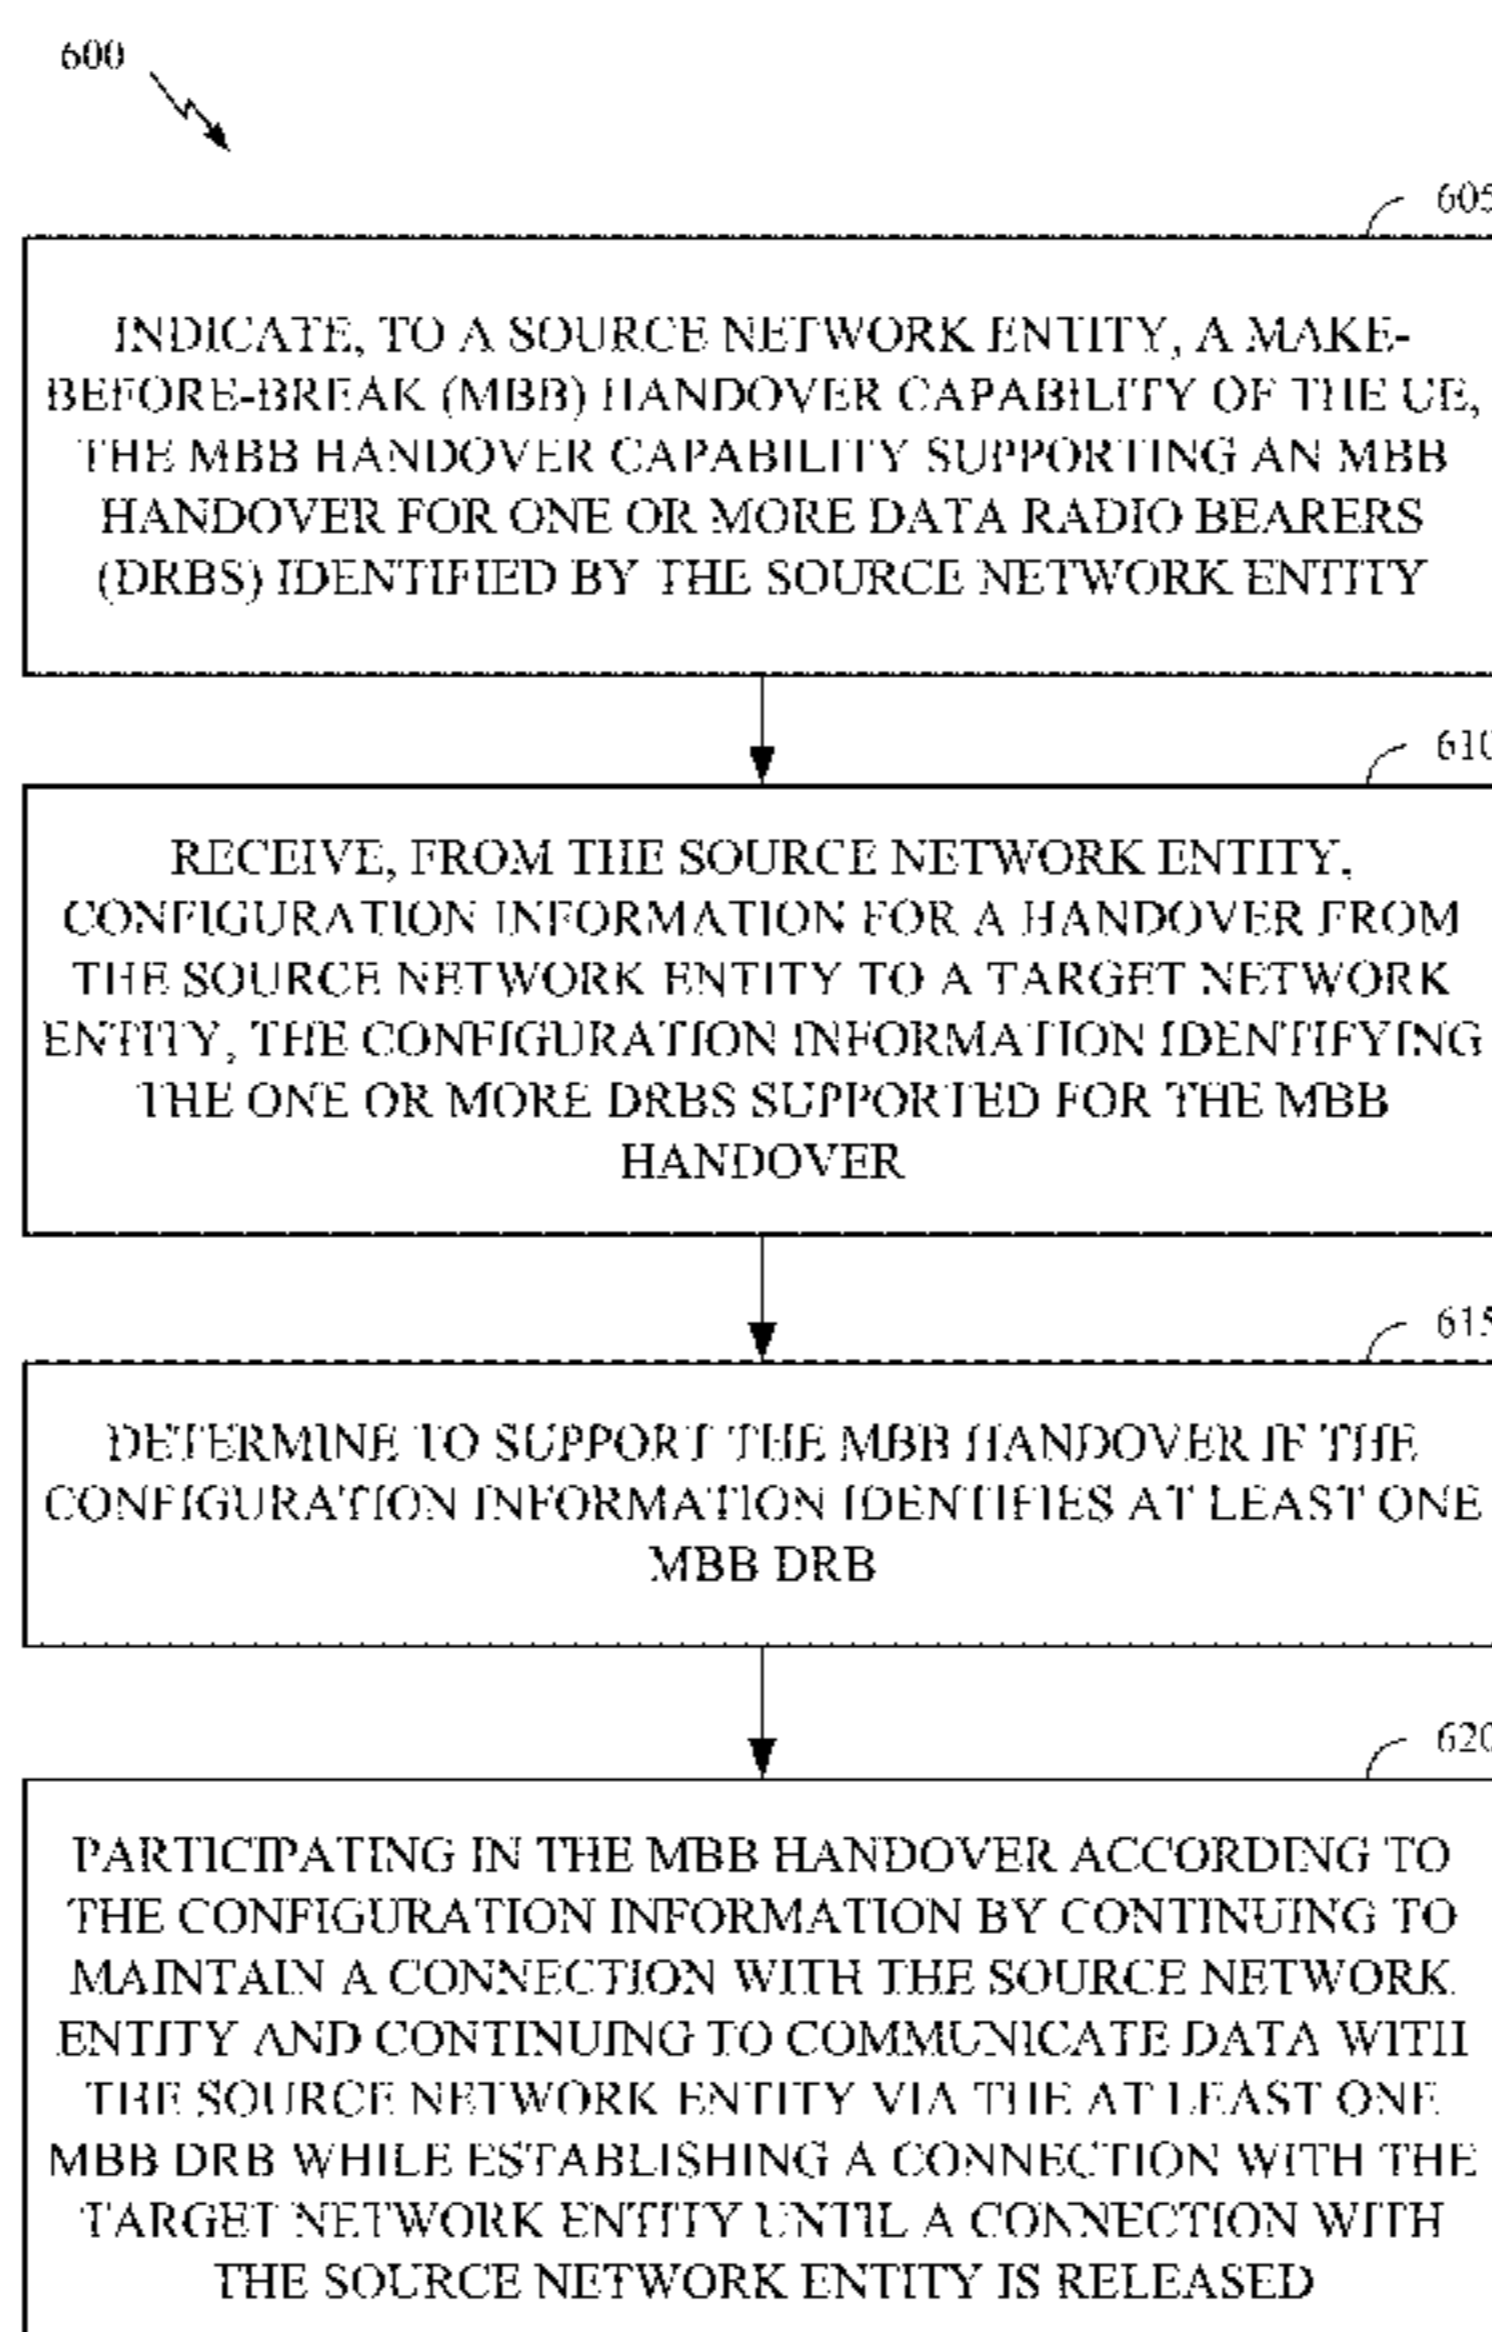 600
605
INDICATE, TO A SOURCE NETWORK ENTITY, A MAKE-
BEFORE-BREAK (MBB) HANDOVER CAPABILITY OF THE UE,
THE MBB HANDOVER CAPABILITY SUPPORTING AN MBB
HANDOVER FOR ONE OR MORE DATA RADIO BEARERS
(DRBS) IDENTIFIED BY THE SOURCE NETWORK ENTITY
610
RECEIVE, FROM THE SOURCE NETWORK ENTITY,
CONFIGURATION INFORMATION FOR A HANDOVER FROM
THE SOURCE NETWORK ENTITY TO A TARGET NETWORK
ENTITY, THE CONFIGURATION INFORMATION IDENTIFYING
THE ONE OR MORE DRBS SUPPORTED FOR THE MBB
HANDOVER
615
DETERMINE TO SUPPORT THE MBB HANDOVER IF THE
CONFIGURATION INFORMATION IDENTIFIES AT LEAST ONE
MBB DRB
620
PARTICIPATING IN THE MBB HANDOVER ACCORDING TO
THE CONFIGURATION INFORMATION BY CONTINUING TO
MAINTAIN A CONNECTION WITH THE SOURCE NETWORK
ENTITY AND CONTINUING TO COMMUNICATE DATA WITH
THE SOURCE NETWORK ENTITY VIA THE AT LEAST ONE
MBB DRB WHILE ESTABLISHING A CONNECTION WITH THE
TARGET NETWORK ENTITY UNTIL A CONNECTION WITH
THE SOURCE NETWORK ENTITY IS RELEASED